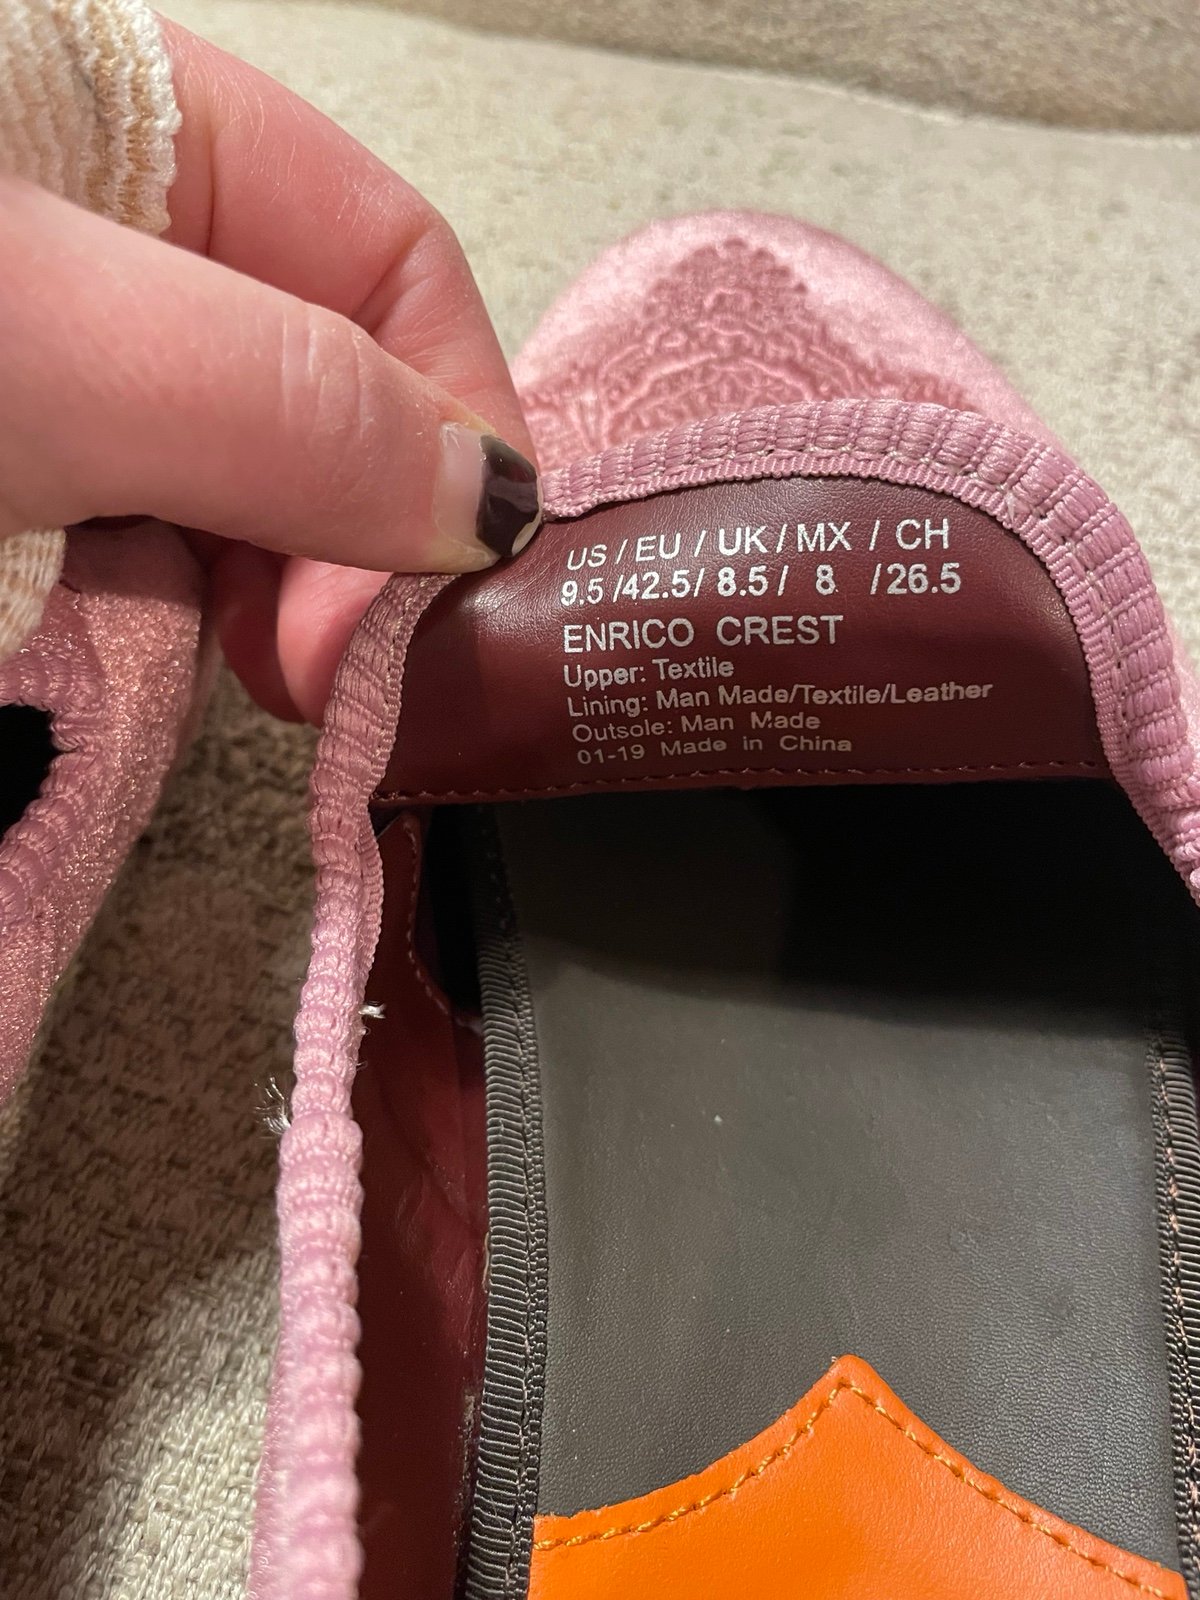 US / EU / UK / MX / CH
9.5 /42.5/ 8.5 / 8 /26.5
ENRICO CREST
Upper: Textile
Lining: Man Made/Textile/Leather
Outsole: Man Made
01-19 Made in China